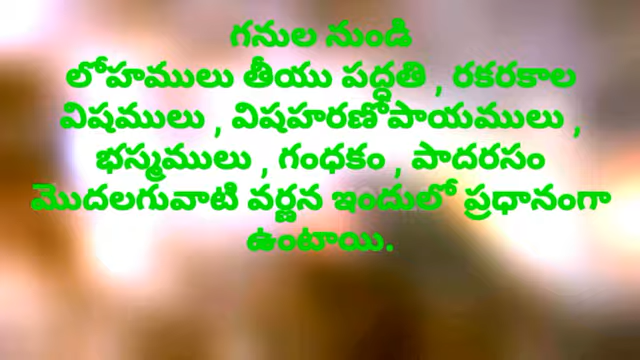 గనుల నుండి
లోహములు తీయు పద్ధతి , రకరకాల
విషములు , విషహరణోపాయములు ,
భస్మములు , గంధకం , పాదరసం
మొదలగువాటి వర్ణన ఇందులో ప్రధానంగా
ఉంటాయి.